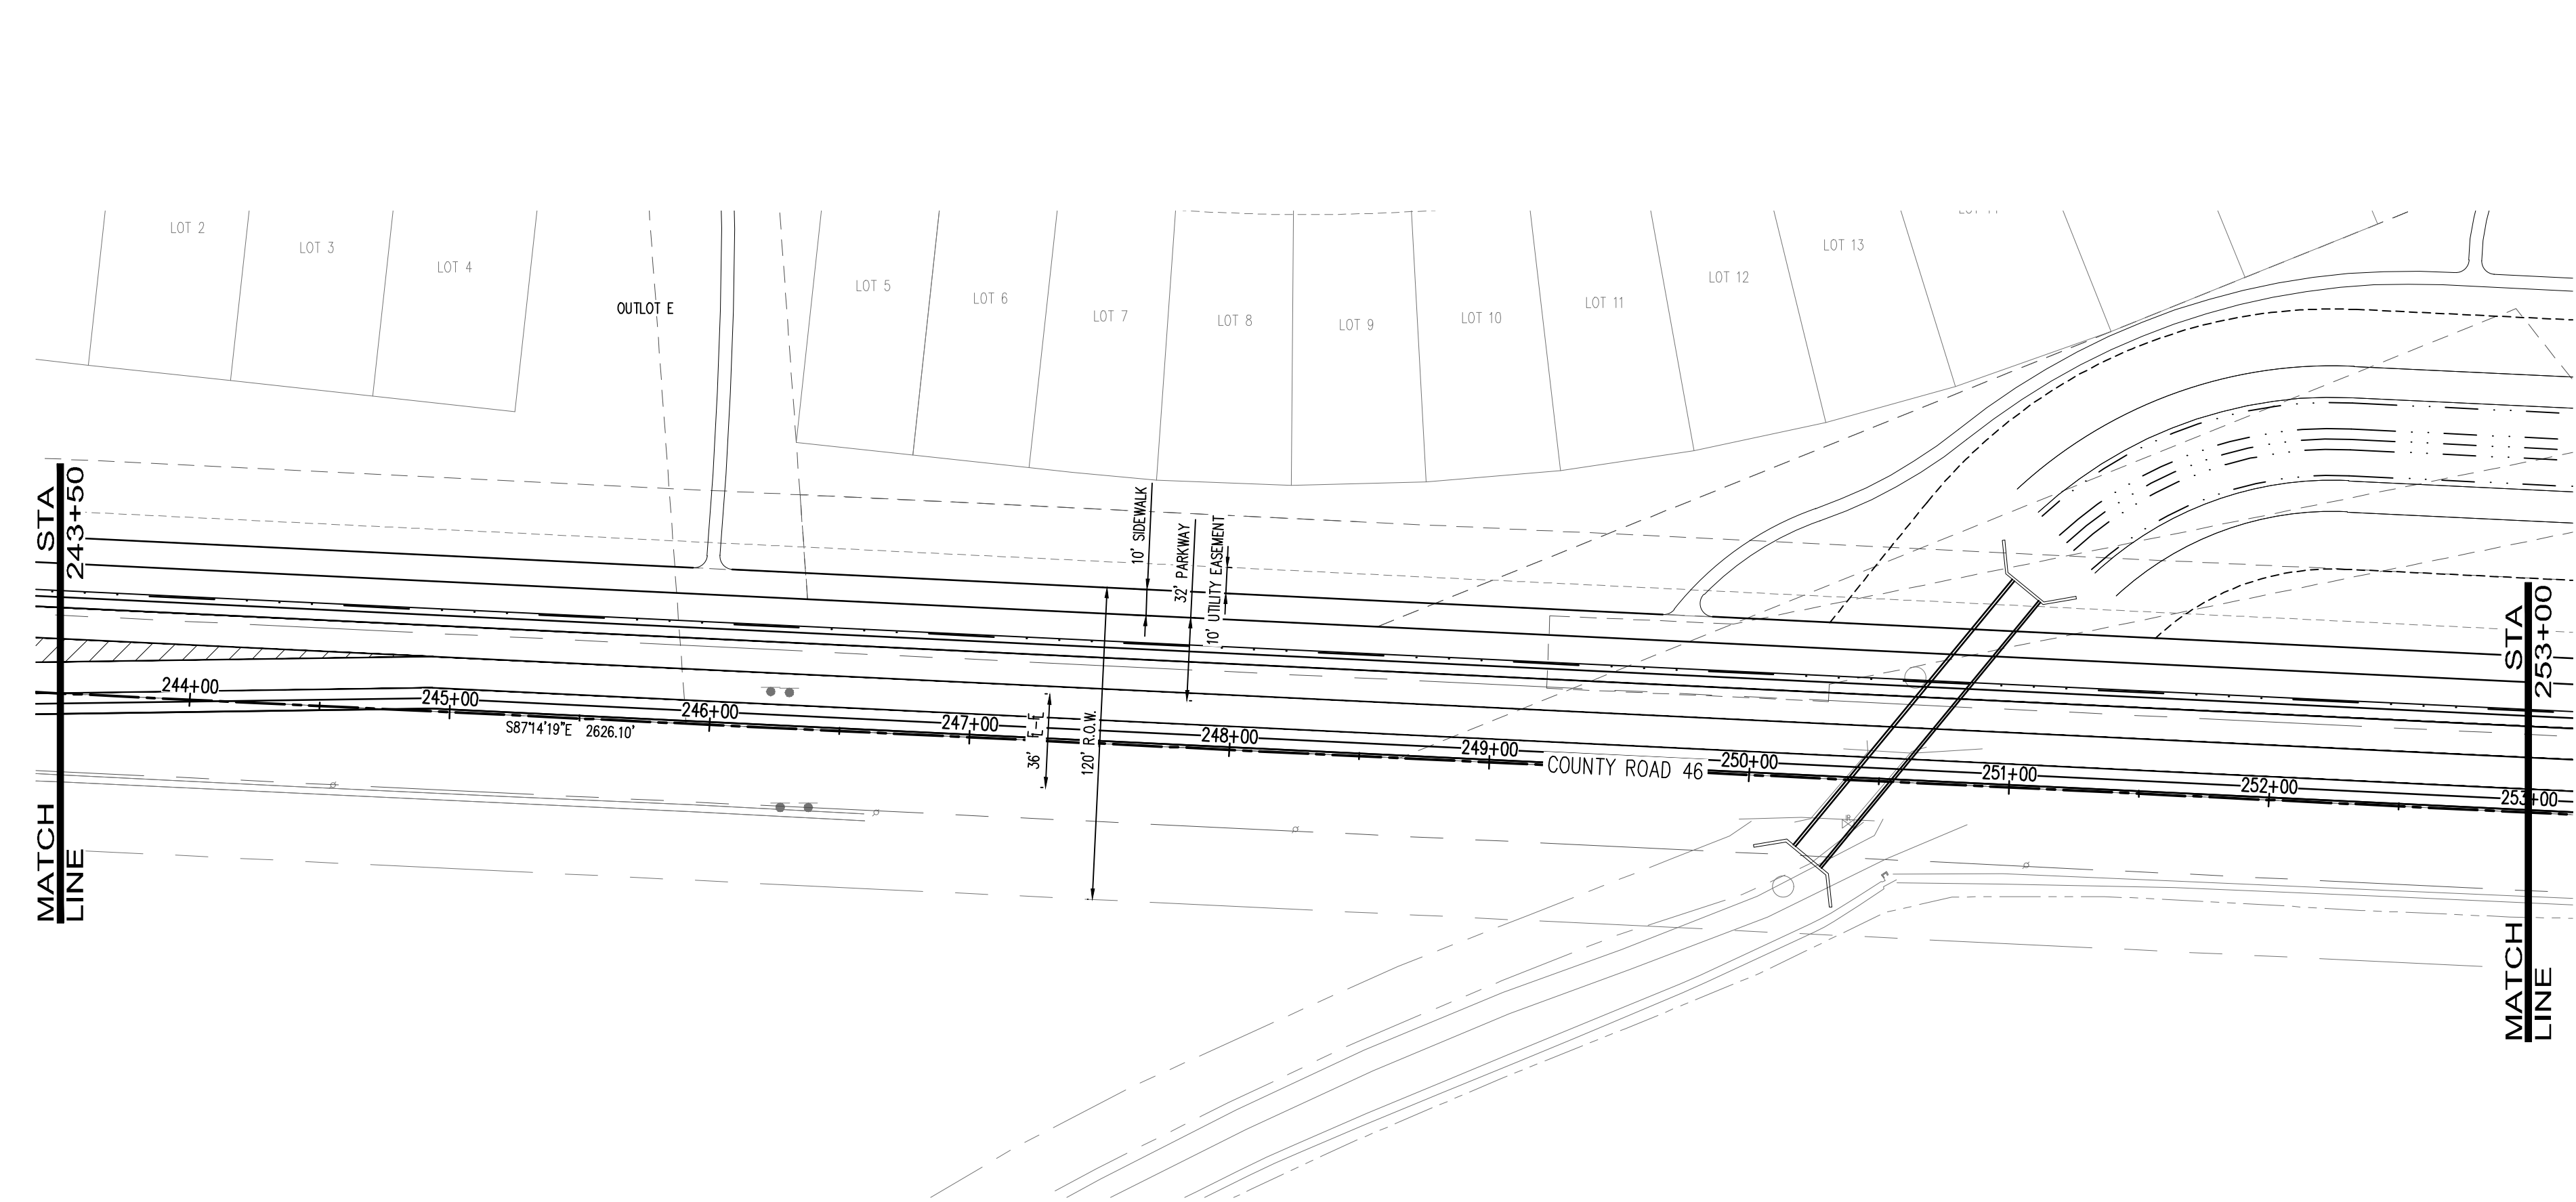 LOT 2
LOT 3
LOT 4
OUTLOT E
LOT 5
LOT 6
LOT 7
LOT 8
LOT 9
LOT 10
LOT 11
LOT 12
LOT 13
MATCH LINE
STA 243+50
10' SIDEWALK
32' PARKWAY
10' UTILITY EASEMENT
36' L-L
120' R.O.W.
244+00
245+00
246+00
247+00
248+00
249+00
250+00
251+00
252+00
253+00
S87°14'19"E 2626.10'
COUNTY ROAD 46
MATCH LINE
STA 253+00